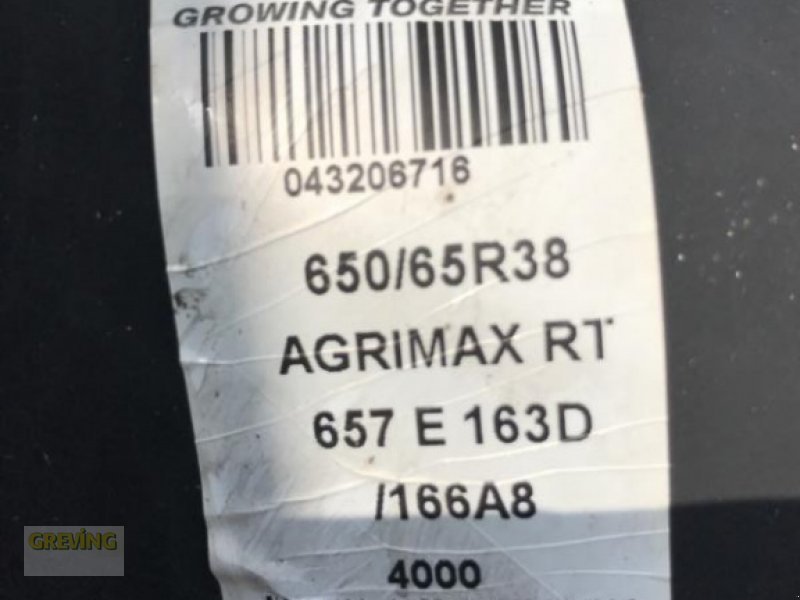 GROWING TOGETHER
043206716
650/65R38
AGRIMAX RT
657 E 163D
/166A8
4000
GREVING